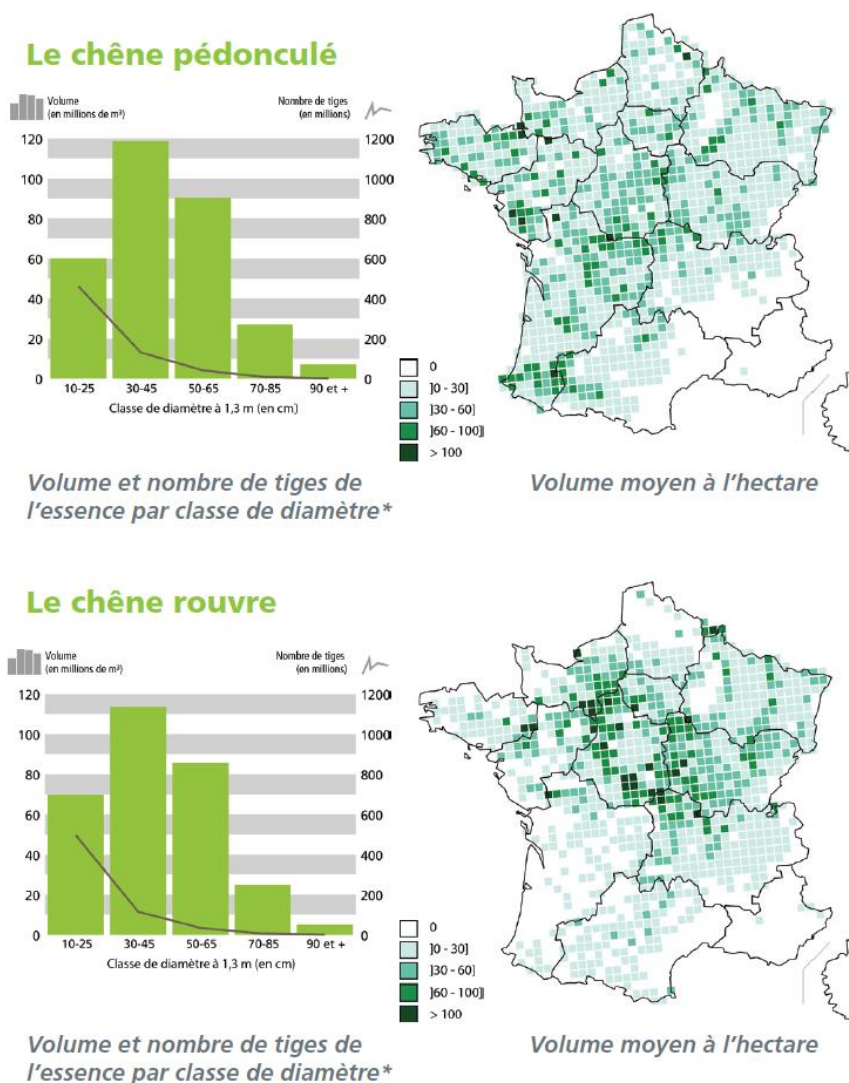 Le chêne pédonculé
Volume
(en millions de m³)
Nombre de tiges
(en millions)
120
100
80
60
40
20
0
1200
1000
800
600
400
200
0
10-25 30-45 50-65 70-85 90 et +
Classe de diamètre à 1,3 m (en cm)
0
]0 - 30]
]30 - 60]
]60 - 100]]
> 100
Volume et nombre de tiges de
l'essence par classe de diamètre*
Volume moyen à l'hectare
Le chêne rouvre
Volume
(en millions de m³)
Nombre de tiges
(en millions)
120
100
80
60
40
20
0
1200
1000
800
600
400
200
0
10-25 30-45 50-65 70-85 90 et +
Classe de diamètre à 1,3 m (en cm)
0
]0 - 30]
]30 - 60]
]60 - 100]]
> 100
Volume et nombre de tiges de
l'essence par classe de diamètre*
Volume moyen à l'hectare